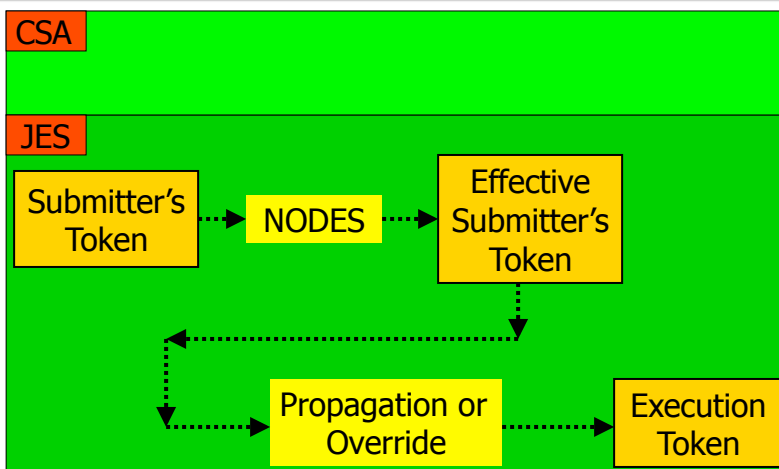 CSA
JES
Submitter's
Token
NODES
Effective
Submitter's
Token
Propagation or
Override
Execution
Token